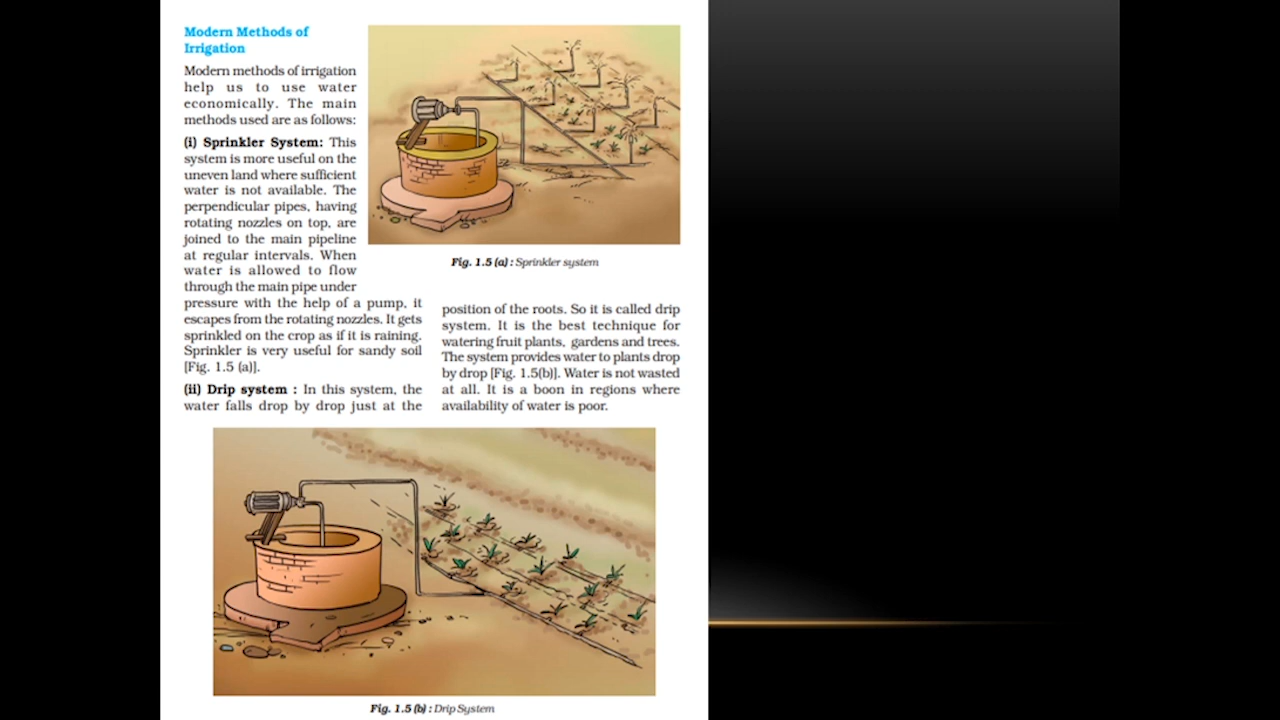 Modern Methods of
Irrigation
Modern methods of irrigation
help us to use water
economically. The main
methods used are as follows:
(i) Sprinkler System: This
system is more useful on the
uneven land where sufficient
water is not available. The
perpendicular pipes, having
rotating nozzles on top, are
joined to the main pipeline
at regular intervals. When
water is allowed to flow
through the main pipe under
pressure with the help of a pump, it
escapes from the rotating nozzles. It gets
sprinkled on the crop as if it is raining.
Sprinkler is very useful for sandy soil
[Fig. 1.5 (a)].
(ii) Drip system : In this system, the
water falls drop by drop just at the
Fig. 1.5 (a) : Sprinkler system
position of the roots. So it is called drip
system. It is the best technique for
watering fruit plants, gardens and trees.
The system provides water to plants drop
by drop [Fig. 1.5(b)]. Water is not wasted
at all. It is a boon in regions where
availability of water is poor.
Fig. 1.5 (b) : Drip System